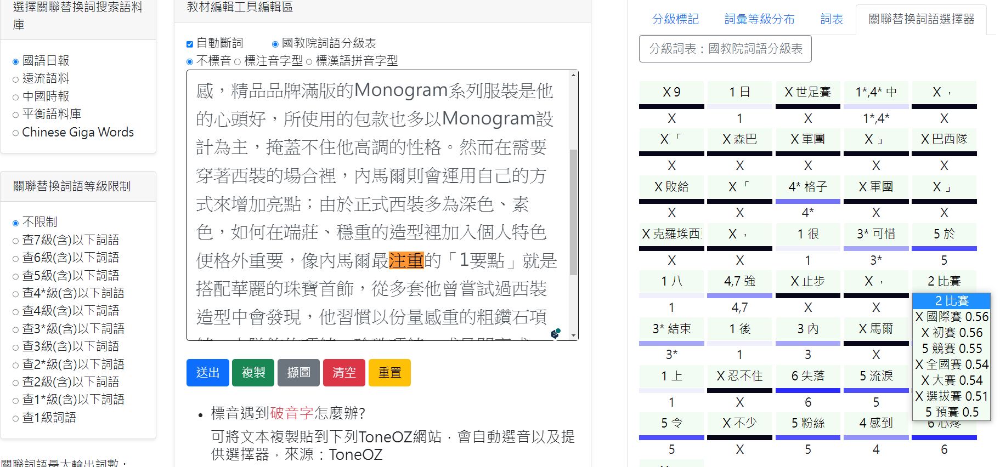 選擇關聯替換詞搜索語料
庫
國語日報
遠流語料
中國時報
平衡語料庫
Chinese Giga Words
關聯替換詞語等級限制
不限制
查7級(含)以下詞語
查6級(含)以下詞語
查5級(含)以下詞語
查4*級(含)以下詞語
查4級(含)以下詞語
查3*級(含)以下詞語
查3級(含)以下詞語
查2*級(含)以下詞語
查2級(含)以下詞語
查1*級(含)以下詞語
查1級詞語
關聯詞語最大輸出詞數：
教材編輯工具編輯區
自動斷詞 國教院詞語分級表
不標音 標注音字型 標漢語拼音字型
感，精品品牌滿版的Monogram系列服裝是他
的心頭好，所使用的包款也多以Monogram設
計為主，掩蓋不住他高調的性格。然而在需要
穿著西裝的場合裡，內馬爾則會運用自己的方
式來增加亮點；由於正式西裝多為深色、素
色，如何在端莊、穩重的造型裡加入個人特色
便格外重要，像內馬爾最注重的「1要點」就是
搭配華麗的珠寶首飾，從多套他曾嘗試過西裝
造型中會發現，他習慣以份量感重的粗鑽石項
送出 複製 擷圖 清空 重置
標音遇到破音字怎麼辦?
可將文本複製貼到下列ToneOZ網站，會自動選音以及提
供選擇器，來源：ToneOZ
分級標記 詞彙等級分布 詞表 關聯替換詞語選擇器
分級詞表：國教院詞語分級表
X 9 1 日 X 世足賽 1*,4* 中 X ，
X 1 X 1*,4* X
X 「 X 森巴 X 軍團 X 」 X 巴西隊
X X X X X
X 敗給 X 「 4* 格子 X 軍團 X 」
X X 4* X X
X 克羅埃西 X ， 1 很 3* 可惜 5 於
X X 1 3* 5
1 八 4,7 強 X 止步 X ， 2 比賽
1 4,7 X X
3* 結束 1 後 3 內 X 馬爾
3* 1 3 X
1 上 X 忍不住 6 失落 5 流淚
1 X 6 5
5 令 X 不少 5 粉絲 4 感到 6 心疼
5 X 5 4 6
2 比賽
X 國際賽 0.56
X 初賽 0.56
5 競賽 0.55
X 全國賽 0.54
X 大賽 0.54
X 選拔賽 0.51
5 預賽 0.5